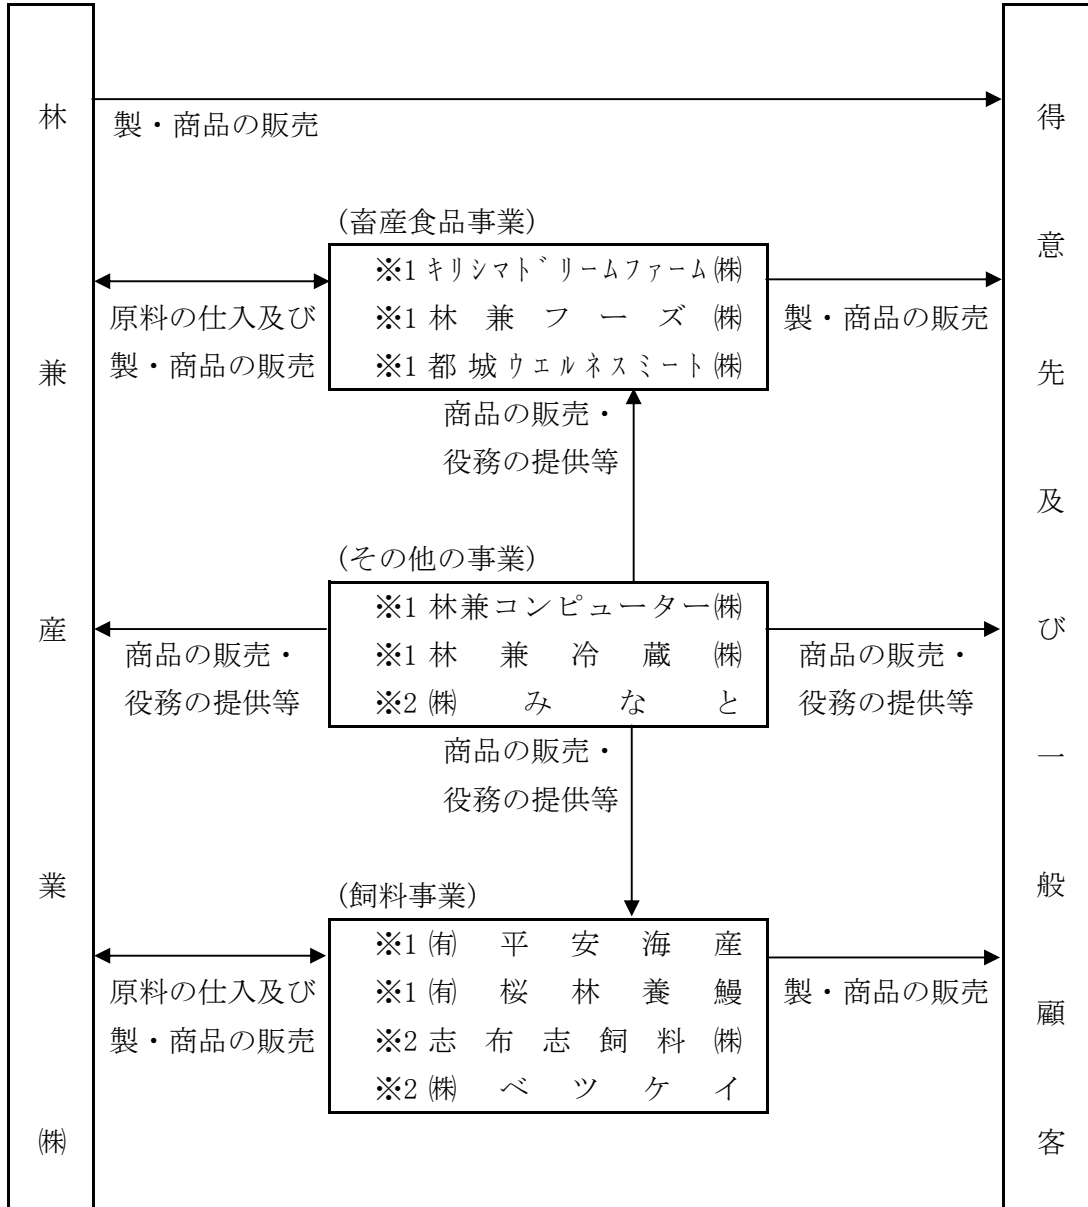 林兼産業㈱
製・商品の販売
(畜産食品事業)
※1 ｷﾘｼﾏﾄﾞﾘｰﾑﾌｧｰﾑ㈱
※1 林兼フーズ㈱
※1 都城ｳｴﾙﾈｽﾐｰﾄ㈱
原料の仕入及び
製・商品の販売
製・商品の販売
商品の販売・
役務の提供等
(その他の事業)
※1 林兼コンピューター㈱
※1 林兼冷蔵㈱
※2 ㈱みなと
商品の販売・
役務の提供等
商品の販売・
役務の提供等
商品の販売・
役務の提供等
(飼料事業)
※1 ㈲平安海産
※1 ㈲桜林養鰻
※2 志布志飼料㈱
※2 ㈱ベツケイ
原料の仕入及び
製・商品の販売
製・商品の販売
得意先及び一般顧客